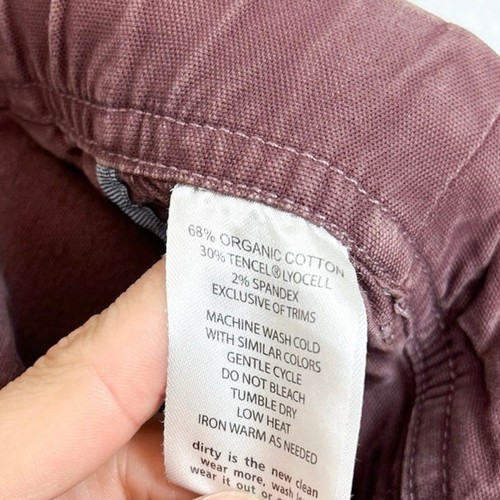 68% ORGANIC COTTON
30% TENCEL®LYOCELL
2% SPANDEX
EXCLUSIVE OF TRIMS
MACHINE WASH COLD
WITH SIMILAR COLORS
GENTLE CYCLE
DO NOT BLEACH
TUMBLE DRY
LOW HEAT
IRON WARM AS NEEDED
dirty is the new clean
wear more, wash
wear it out or